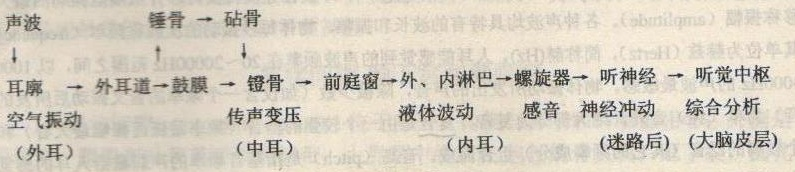 声波 锤骨 → 砧骨
↓ ↑ ↓
耳廓 → 外耳道→鼓膜 → 镫骨 → 前庭窗→外、内淋巴→螺旋器→ 听神经 → 听觉中枢
空气振动 传声变压 液体波动 感音 神经冲动 综合分析
（外耳） （中耳） （内耳） （迷路后） （大脑皮层）